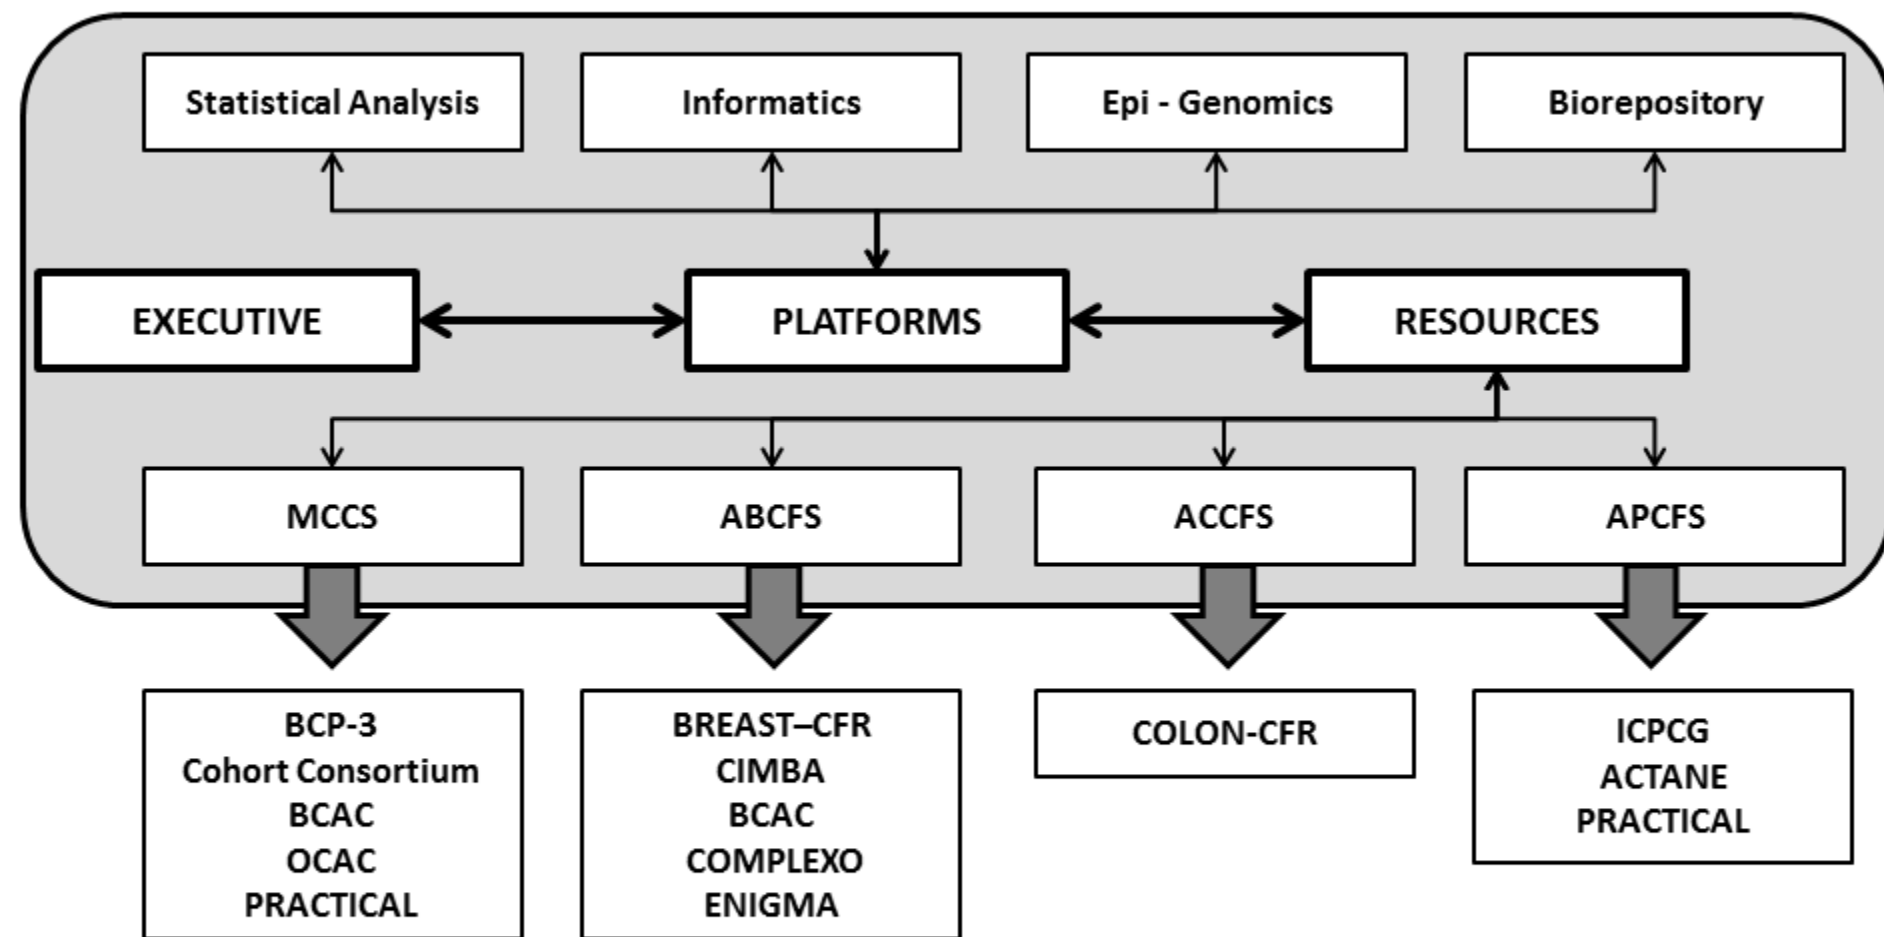 Statistical Analysis
Informatics
Epi - Genomics
Biorepository
EXECUTIVE
PLATFORMS
RESOURCES
MCCS
ABCFS
ACCFS
APCFS
BCP-3
Cohort Consortium
BCAC
OCAC
PRACTICAL
BREAST–CFR
CIMBA
BCAC
COMPLEXO
ENIGMA
COLON-CFR
ICPCG
ACTANE
PRACTICAL